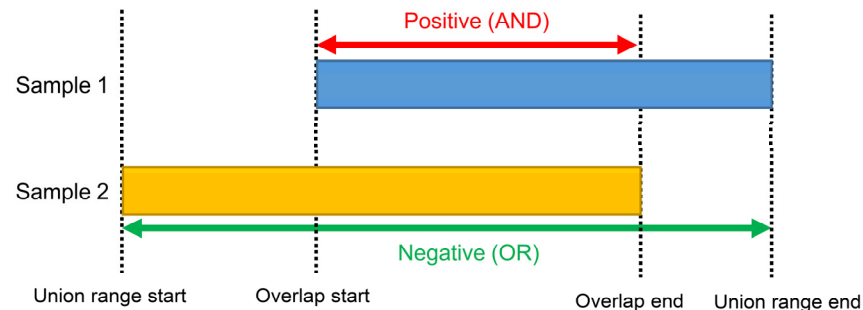 Positive (AND)
Sample 1
Sample 2
Negative (OR)
Union range start
Overlap start
Overlap end
Union range end